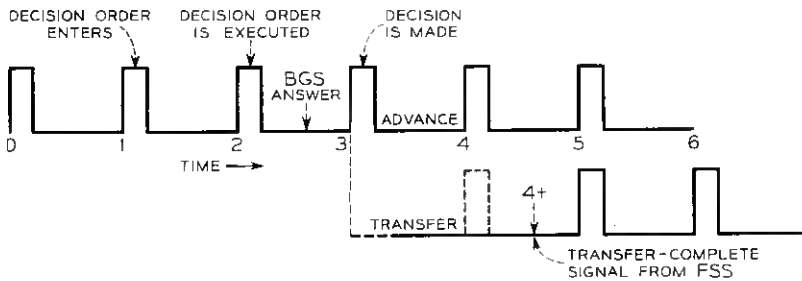 DECISION ORDER
ENTERS
DECISION ORDER
IS EXECUTED
DECISION
IS MADE
BGS
ANSWER
ADVANCE
0 1 2 3 4 5 6
TIME
4+
TRANSFER
TRANSFER-COMPLETE
SIGNAL FROM FSS